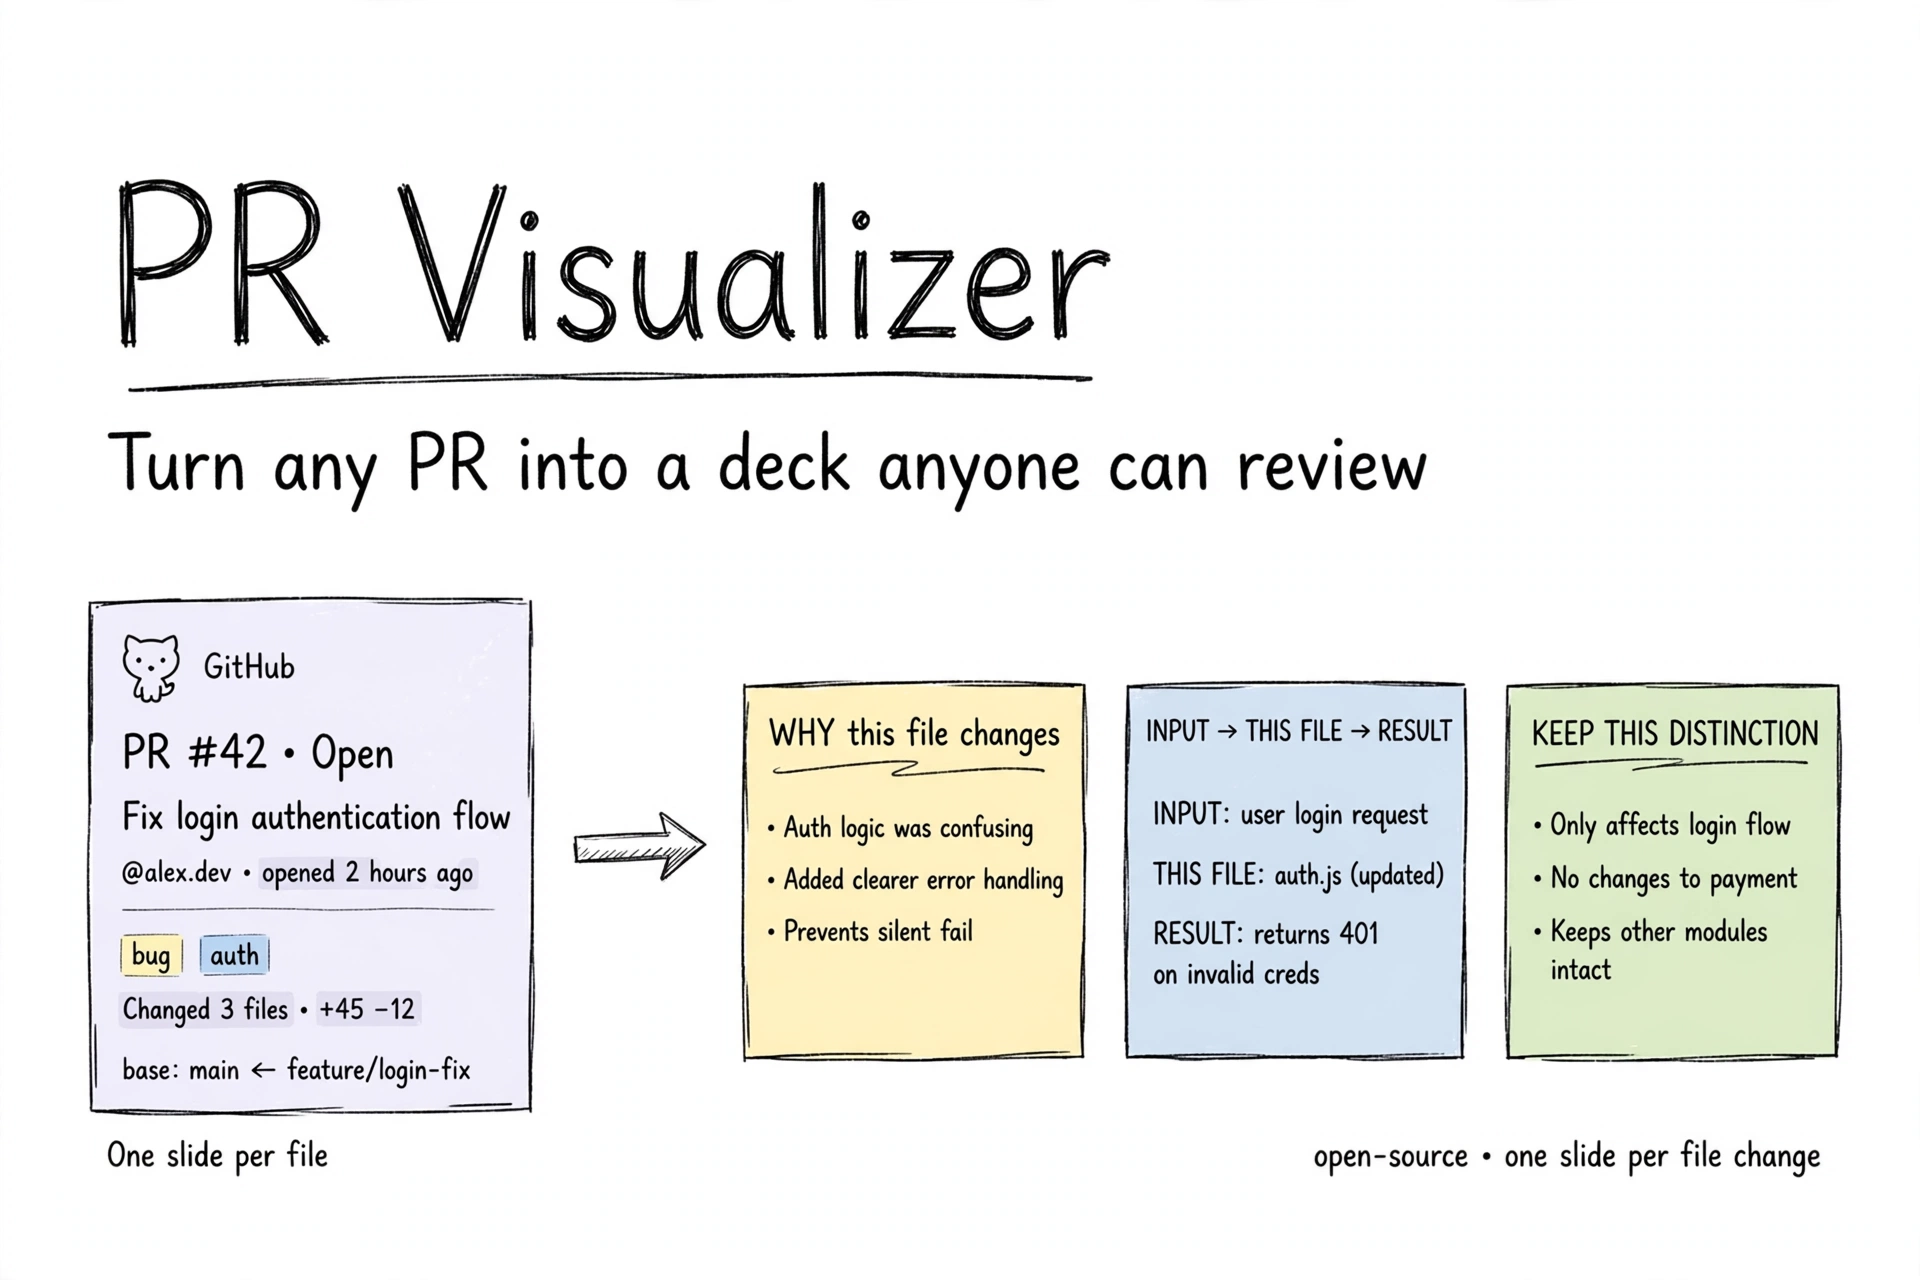 PR Visualizer
Turn any PR into a deck anyone can review
GitHub
PR #42 • Open
Fix login authentication flow
@alex.dev • opened 2 hours ago
bug
auth
Changed 3 files • +45 −12
base: main ← feature/login-fix
One slide per file
WHY this file changes
• Auth logic was confusing
• Added clearer error handling
• Prevents silent fail
INPUT → THIS FILE → RESULT
INPUT: user login request
THIS FILE: auth.js (updated)
RESULT: returns 401
on invalid creds
KEEP THIS DISTINCTION
• Only affects login flow
• No changes to payment
• Keeps other modules
intact
open-source • one slide per file change